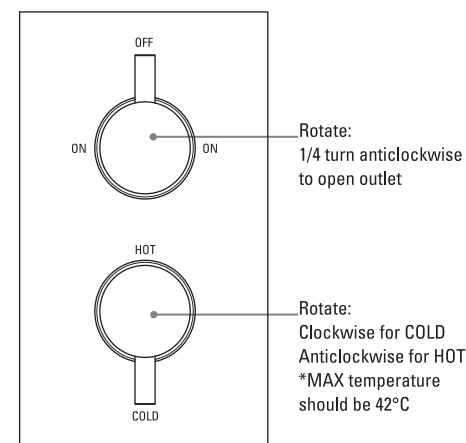 OFF
ON ON
Rotate:
1/4 turn anticlockwise
to open outlet
HOT
COLD
Rotate:
Clockwise for COLD
Anticlockwise for HOT
*MAX temperature
should be 42°C